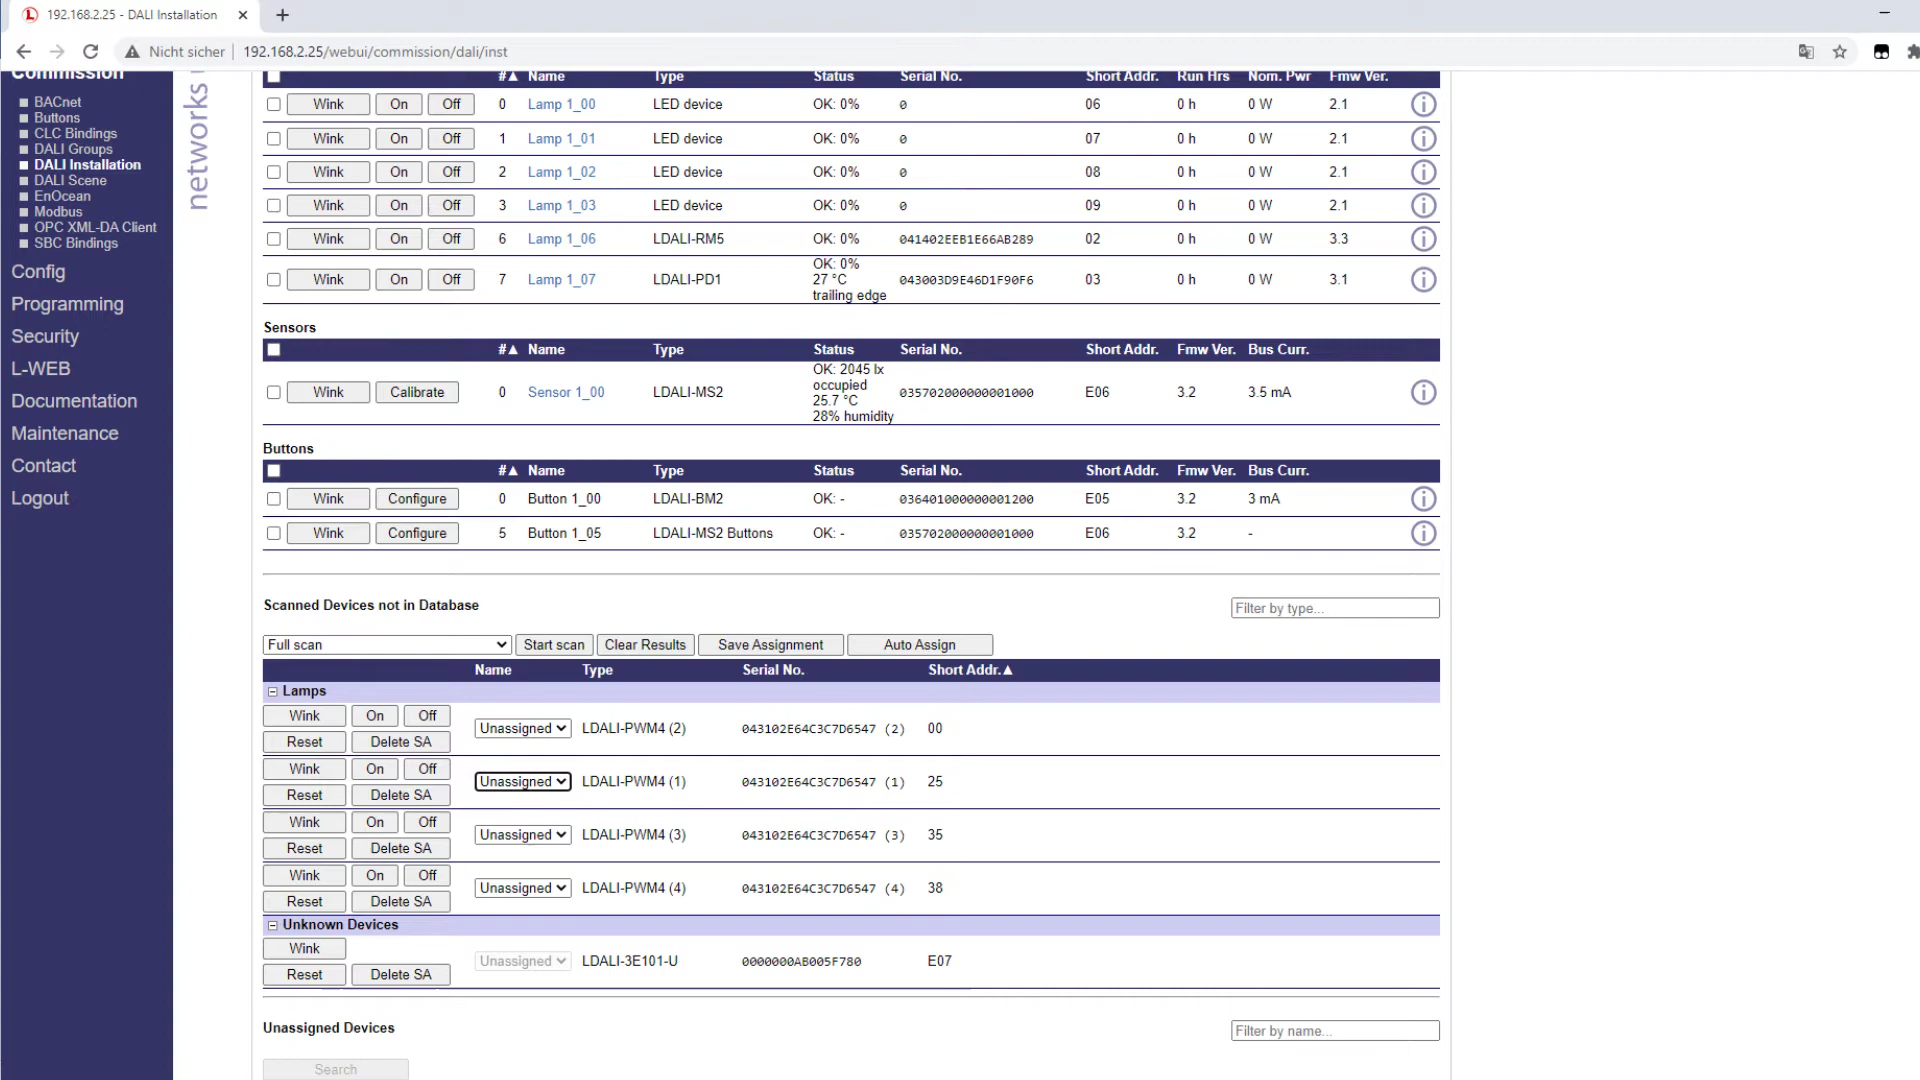 192.168.2.25 - DALI Installation
Nicht sicher 192.168.2.25/webui/commission/dali/inst
Commission
BACnet
Buttons
CLC Bindings
DALI Groups
DALI Installation
DALI Scene
EnOcean
Modbus
OPC XML-DA Client
SBC Bindings
Config
Programming
Security
L-WEB
Documentation
Maintenance
Contact
Logout
networks
#▲ Name Type Status Serial No. Short Addr. Run Hrs Nom. Pwr Fmw Ver.
Wink On Off 0 Lamp 1_00 LED device OK: 0% 0 06 0 h 0 W 2.1
Wink On Off 1 Lamp 1_01 LED device OK: 0% 0 07 0 h 0 W 2.1
Wink On Off 2 Lamp 1_02 LED device OK: 0% 0 08 0 h 0 W 2.1
Wink On Off 3 Lamp 1_03 LED device OK: 0% 0 09 0 h 0 W 2.1
Wink On Off 6 Lamp 1_06 LDALI-RM5 OK: 0% 041402EEB1E66AB289 02 0 h 0 W 3.3
OK: 0%
Wink On Off 7 Lamp 1_07 LDALI-PD1 27 °C 043003D9E46D1F90F6 03 0 h 0 W 3.1
trailing edge
Sensors
#▲ Name Type Status Serial No. Short Addr. Fmw Ver. Bus Curr.
OK: 2045 lx
occupied
Wink Calibrate 0 Sensor 1_00 LDALI-MS2 25.7 °C 035702000000001000 E06 3.2 3.5 mA
28% humidity
Buttons
#▲ Name Type Status Serial No. Short Addr. Fmw Ver. Bus Curr.
Wink Configure 0 Button 1_00 LDALI-BM2 OK: - 036401000000001200 E05 3.2 3 mA
Wink Configure 5 Button 1_05 LDALI-MS2 Buttons OK: - 035702000000001000 E06 3.2 -
Scanned Devices not in Database Filter by type...
Full scan Start scan Clear Results Save Assignment Auto Assign
Name Type Serial No. Short Addr.▲
Lamps
Wink On Off
Unassigned LDALI-PWM4 (2) 043102E64C3C7D6547 (2) 00
Reset Delete SA
Wink On Off
Unassigned LDALI-PWM4 (1) 043102E64C3C7D6547 (1) 25
Reset Delete SA
Wink On Off
Unassigned LDALI-PWM4 (3) 043102E64C3C7D6547 (3) 35
Reset Delete SA
Wink On Off
Unassigned LDALI-PWM4 (4) 043102E64C3C7D6547 (4) 38
Reset Delete SA
Unknown Devices
Wink
Unassigned LDALI-3E101-U 0000000AB005F780 E07
Reset Delete SA
Unassigned Devices Filter by name...
Search